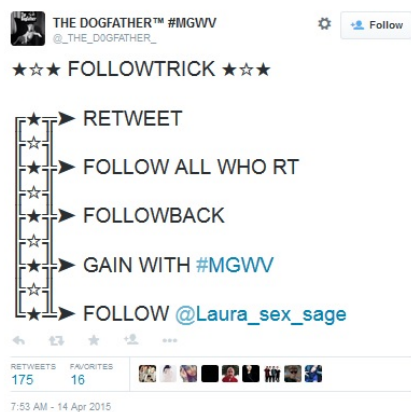 THE DOGFATHER™ #MGWV
@_THE_D0GFATHER_
Follow
★☆★ FOLLOWTRICK ★☆★
╔★╗➤ RETWEET
╠☆╣
╠★╬➤ FOLLOW ALL WHO RT
╠☆╣
╠★╬➤ FOLLOWBACK
╠☆╣
╠★╬➤ GAIN WITH #MGWV
╠☆╣
╚★╩➤ FOLLOW @Laura_sex_sage
RETWEETS FAVORITES
175 16
7:53 AM - 14 Apr 2015